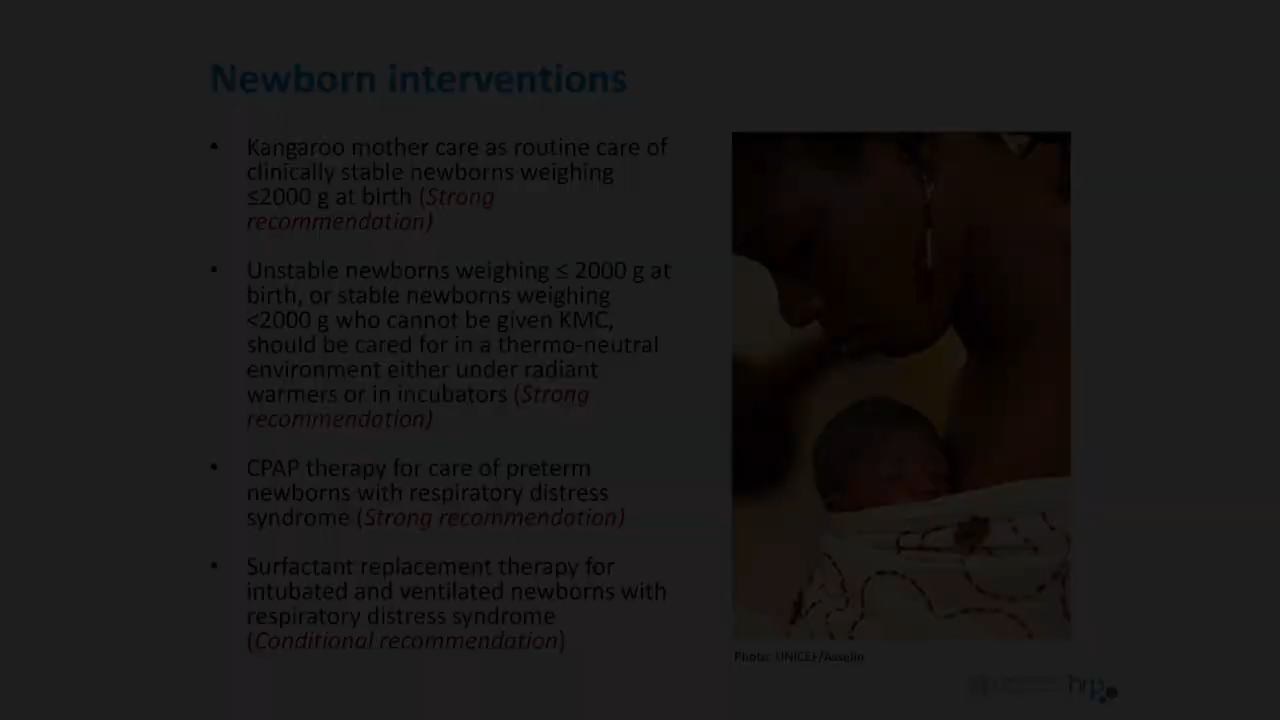 Newborn interventions
• Kangaroo mother care as routine care of
clinically stable newborns weighing
≤2000 g at birth (Strong
recommendation)
• Unstable newborns weighing ≤ 2000 g at
birth, or stable newborns weighing
<2000 g who cannot be given KMC,
should be cared for in a thermo-neutral
environment either under radiant
warmers or in incubators (Strong
recommendation)
• CPAP therapy for care of preterm
newborns with respiratory distress
syndrome (Strong recommendation)
• Surfactant replacement therapy for
intubated and ventilated newborns with
respiratory distress syndrome
(Conditional recommendation)
Photo: UNICEF/Asselin
hrp